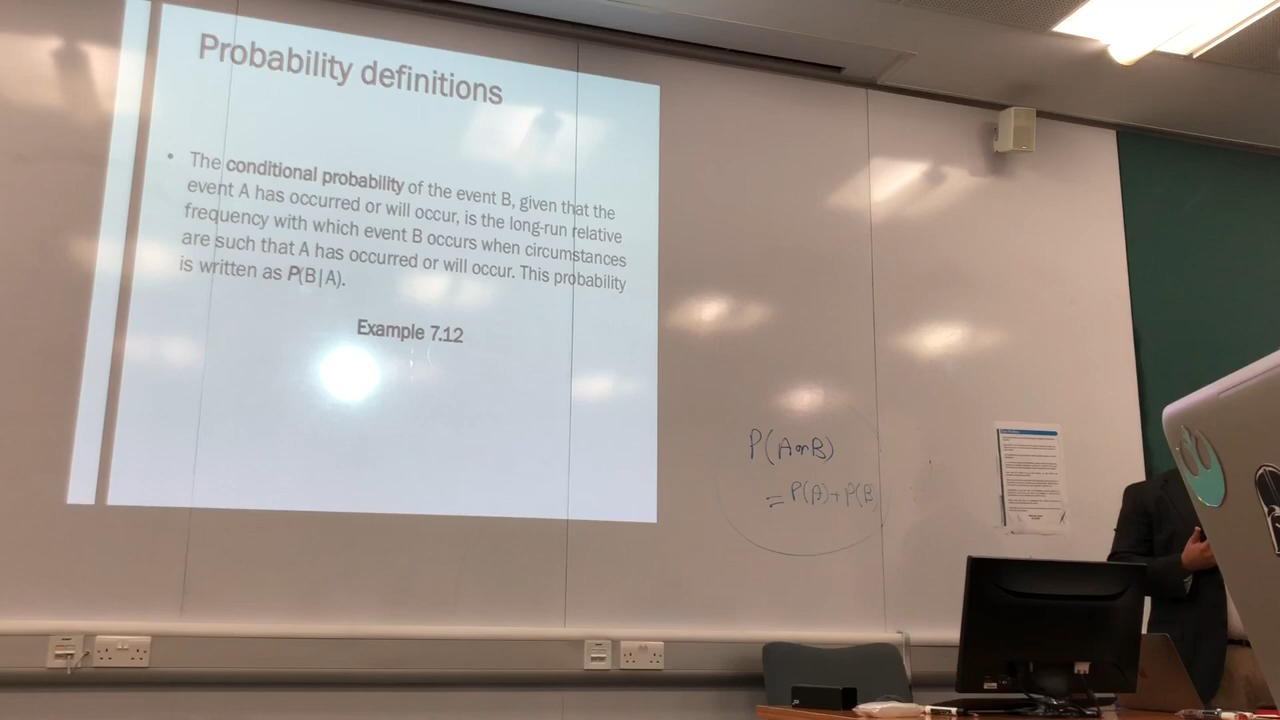 Probability definitions
• The conditional probability of the event B, given that the
event A has occurred or will occur, is the long-run relative
frequency with which event B occurs when circumstances
are such that A has occurred or will occur. This probability
is written as P(B|A).
Example 7.12
P(A or B)
= P(A) + P(B)